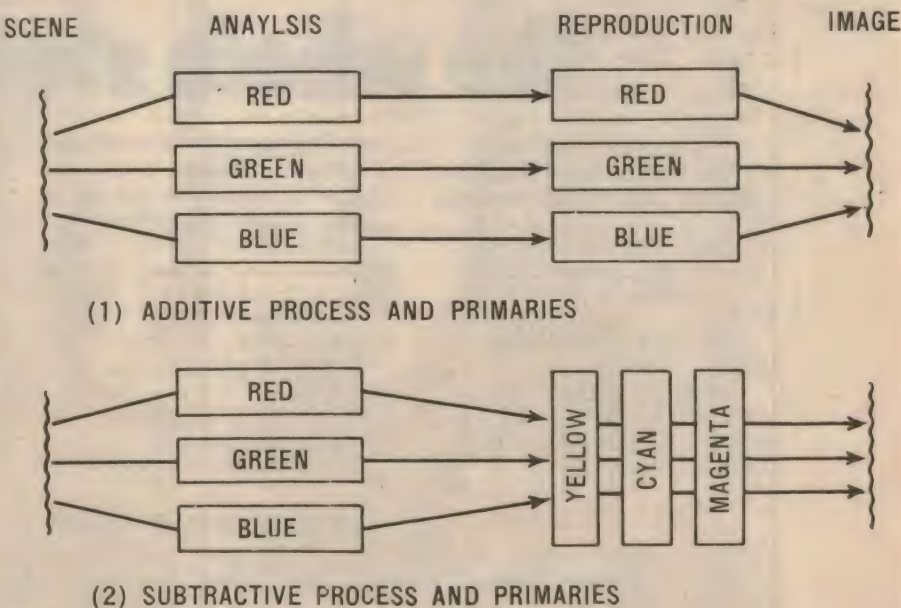 SCENE ANAYLSIS REPRODUCTION IMAGE
RED RED
GREEN GREEN
BLUE BLUE
(1) ADDITIVE PROCESS AND PRIMARIES
RED
GREEN
BLUE
YELLOW
CYAN
MAGENTA
(2) SUBTRACTIVE PROCESS AND PRIMARIES